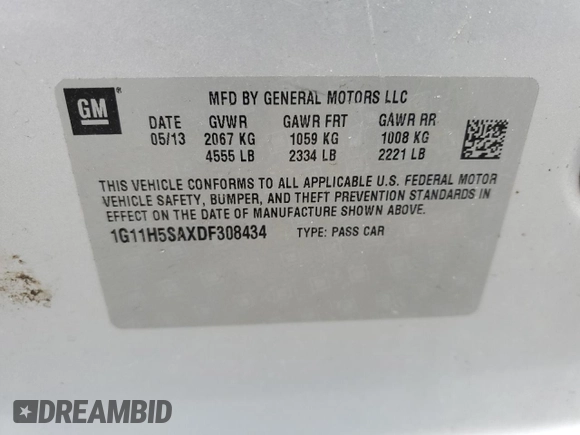 GM ®
MFD BY GENERAL MOTORS LLC
DATE GVWR GAWR FRT GAWR RR
05/13 2067 KG 1059 KG 1008 KG
4555 LB 2334 LB 2221 LB
THIS VEHICLE CONFORMS TO ALL APPLICABLE U.S. FEDERAL MOTOR
VEHICLE SAFETY, BUMPER, AND THEFT PREVENTION STANDARDS IN
EFFECT ON THE DATE OF MANUFACTURE SHOWN ABOVE.
1G11H5SAXDF308434 TYPE: PASS CAR
DREAMBID